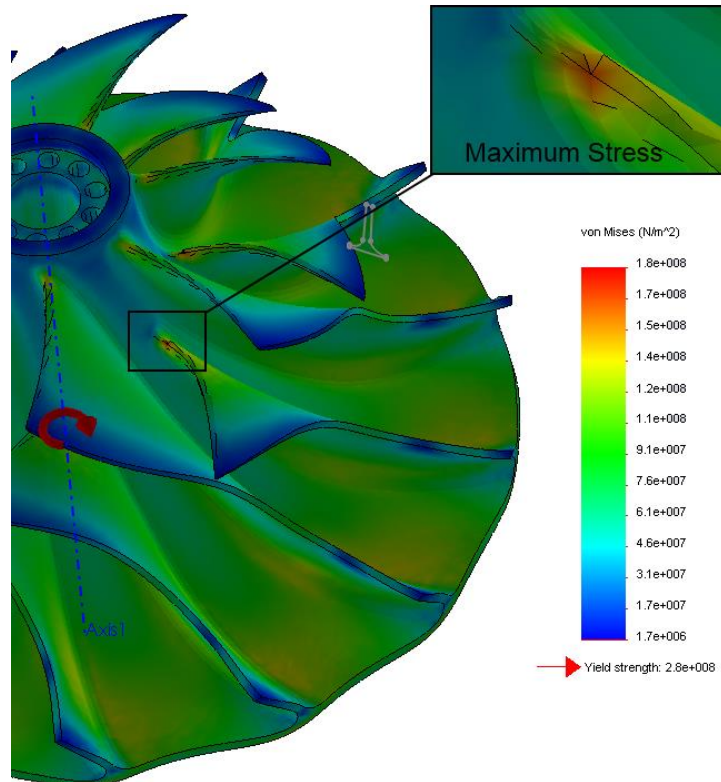 Maximum Stress
von Mises (N/m^2)
1.8e+008
1.7e+008
1.5e+008
1.4e+008
1.2e+008
1.1e+008
9.1e+007
7.6e+007
6.1e+007
4.6e+007
3.1e+007
1.7e+007
1.7e+006
Yield strength: 2.8e+008
Axis1